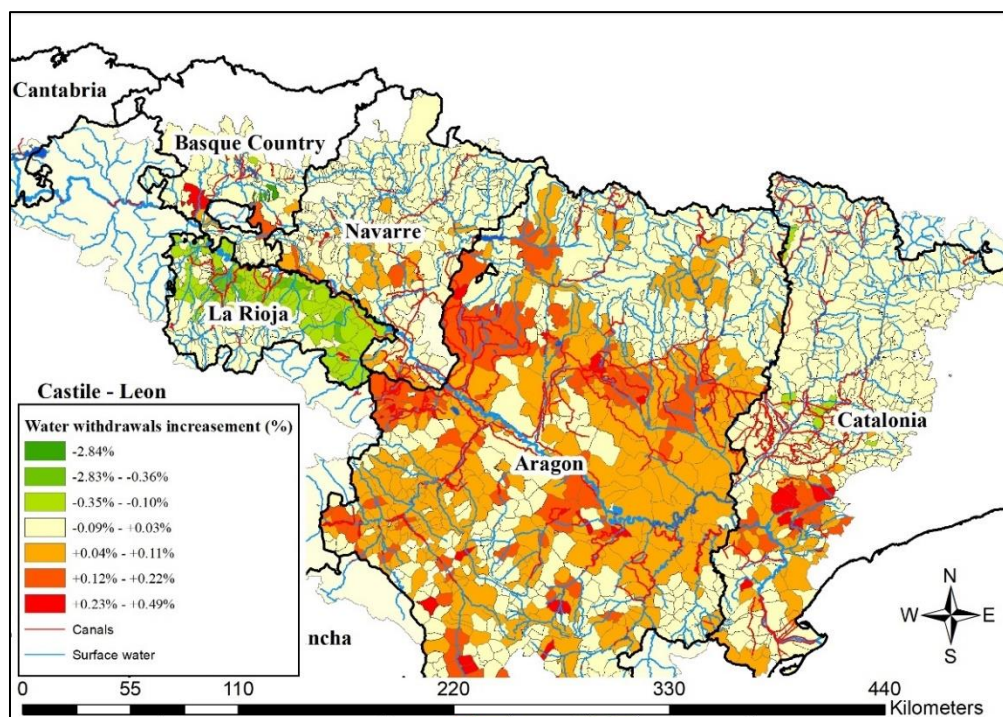 Cantabria
Basque Country
Navarre
La Rioja
Castile - Leon
Water withdrawals increasement (%)
-2.84%
-2.83% - -0.36%
-0.35% - -0.10%
-0.09% - +0.03%
+0.04% - +0.11%
+0.12% - +0.22%
+0.23% - +0.49%
Canals
Surface water
Aragon
Catalonia
ncha
N
W E
S
0 55 110 220 330 440
Kilometers